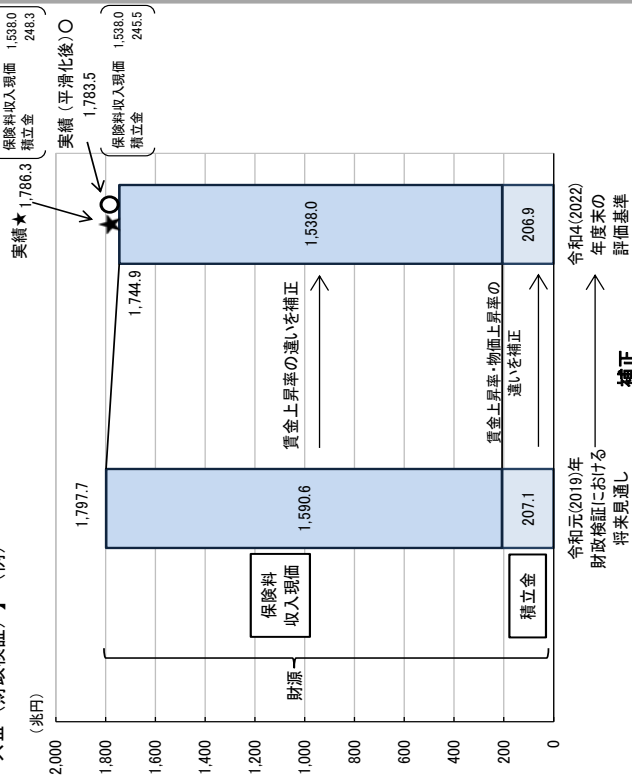 (兆円)
2,000
1,800
1,600
1,400
1,200
1,000
800
600
400
200
0
財源
保険料
収入現価
積立金
1,797.7
1,590.6
207.1
賃金上昇率の違いを補正
賃金上昇率・物価上昇率の
違いを補正
1,744.9
1,538.0
206.9
実績★
1,786.3
保険料収入現価 1,538.0
積立金 248.3
実績(平滑化後)○
1,783.5
保険料収入現価 1,538.0
積立金 245.5
令和元(2019)年
財政検証における
将来見通し
令和4(2022)
年度末の
評価基準
補正